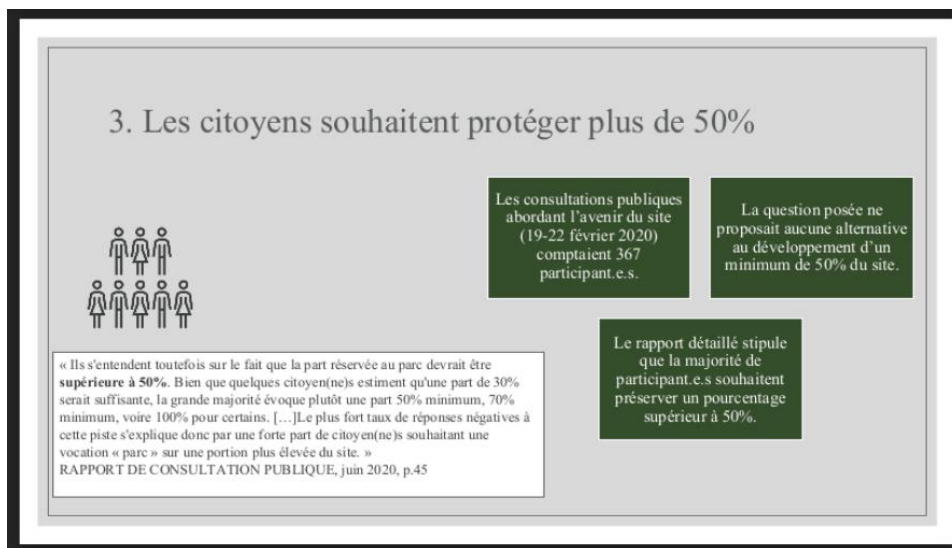 3. Les citoyens souhaitent protéger plus de 50%
Les consultations publiques
abordant l'avenir du site
(19-22 février 2020)
comptaient 367
participant.e.s.
La question posée ne
proposait aucune alternative
au développement d'un
minimum de 50% du site.
Le rapport détaillé stipule
que la majorité de
participant.e.s souhaitent
préserver un pourcentage
supérieur à 50%.
« Ils s'entendent toutefois sur le fait que la part réservée au parc devrait être
supérieure à 50%. Bien que quelques citoyen(ne)s estiment qu'une part de 30%
serait suffisante, la grande majorité évoque plutôt une part 50% minimum, 70%
minimum, voire 100% pour certains. […]Le plus fort taux de réponses négatives à
cette piste s'explique donc par une forte part de citoyen(ne)s souhaitant une
vocation « parc » sur une portion plus élevée du site. »
RAPPORT DE CONSULTATION PUBLIQUE, juin 2020, p.45